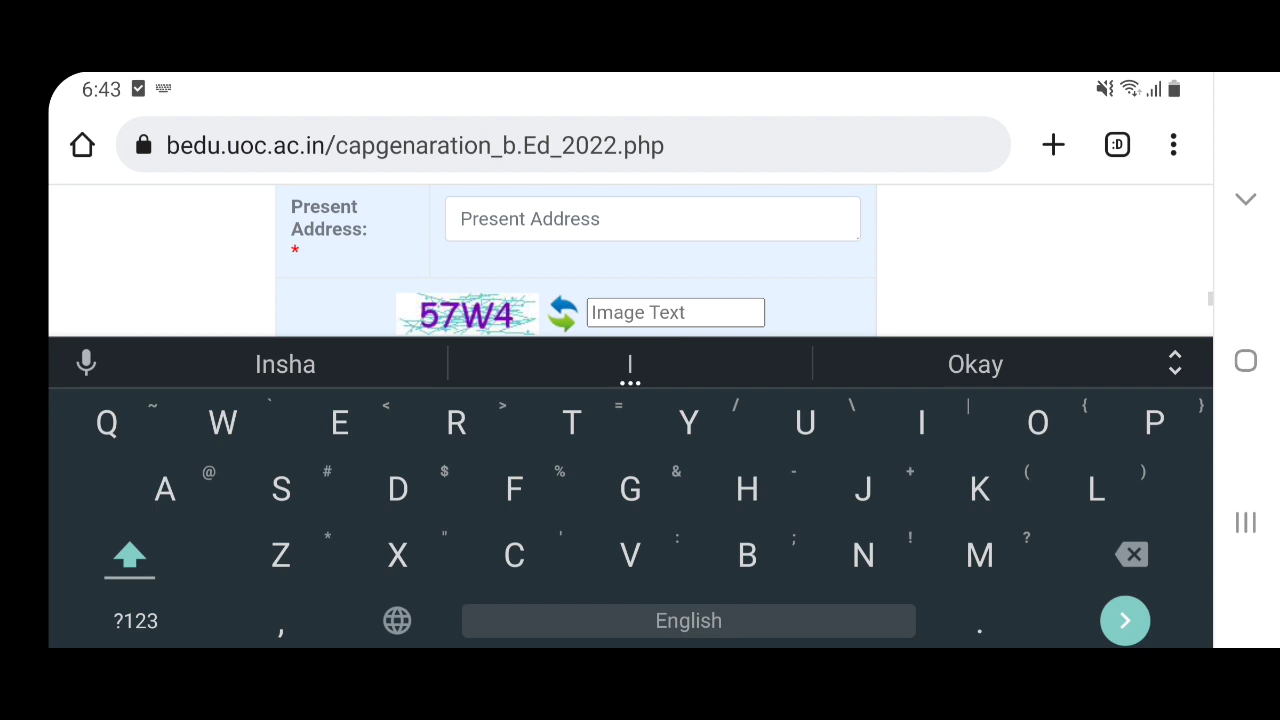 6:43
bedu.uoc.ac.in/capgenaration_b.Ed_2022.php
:D
Present
Address:
*
Present Address
57W4
Image Text
Insha
I
Okay
Q ~ W ` E < R > T = Y / U \ I | O { P }
A @ S # D $ F % G & H - J + K ( L )
Z * X " C ' V : B ; N ! M ?
?123 , English .